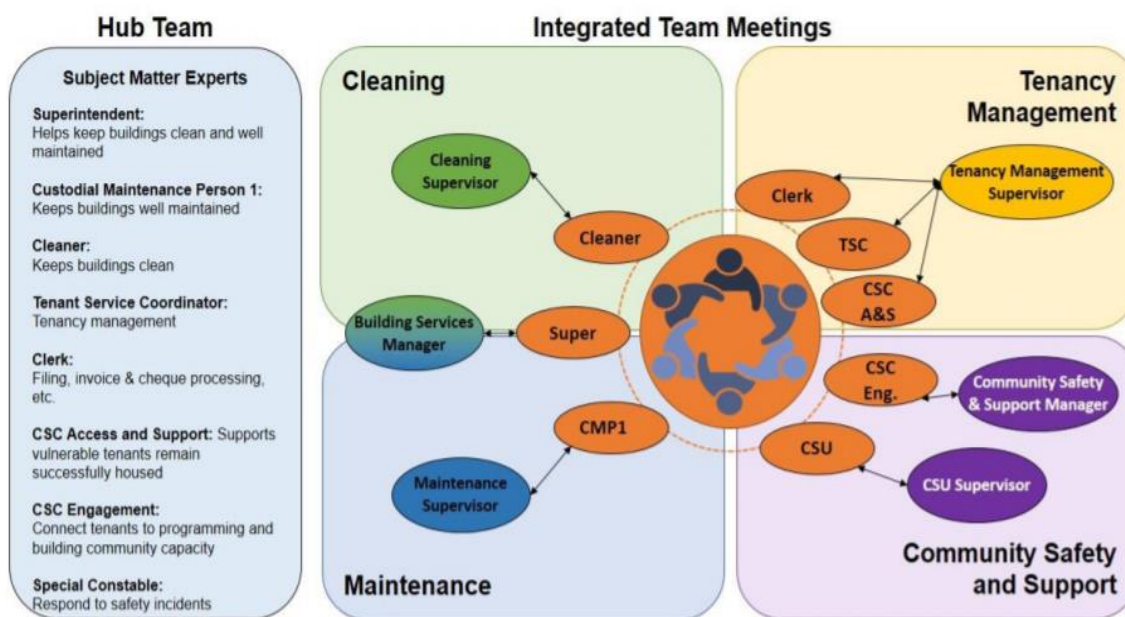 Hub Team
Subject Matter Experts
Superintendent:
Helps keep buildings clean and well
maintained
Custodial Maintenance Person 1:
Keeps buildings well maintained
Cleaner:
Keeps buildings clean
Tenant Service Coordinator:
Tenancy management
Clerk:
Filing, invoice & cheque processing,
etc.
CSC Access and Support: Supports
vulnerable tenants remain
successfully housed
CSC Engagement:
Connect tenants to programming and
building community capacity
Special Constable:
Respond to safety incidents
Integrated Team Meetings
Cleaning
Cleaning
Supervisor
Cleaner
Tenancy
Management
Tenancy Management
Supervisor
Clerk
TSC
CSC
A&S
Building Services
Manager
Super
CMP1
Maintenance
Supervisor
Maintenance
CSC
Eng.
Community Safety
& Support Manager
CSU
CSU Supervisor
Community Safety
and Support